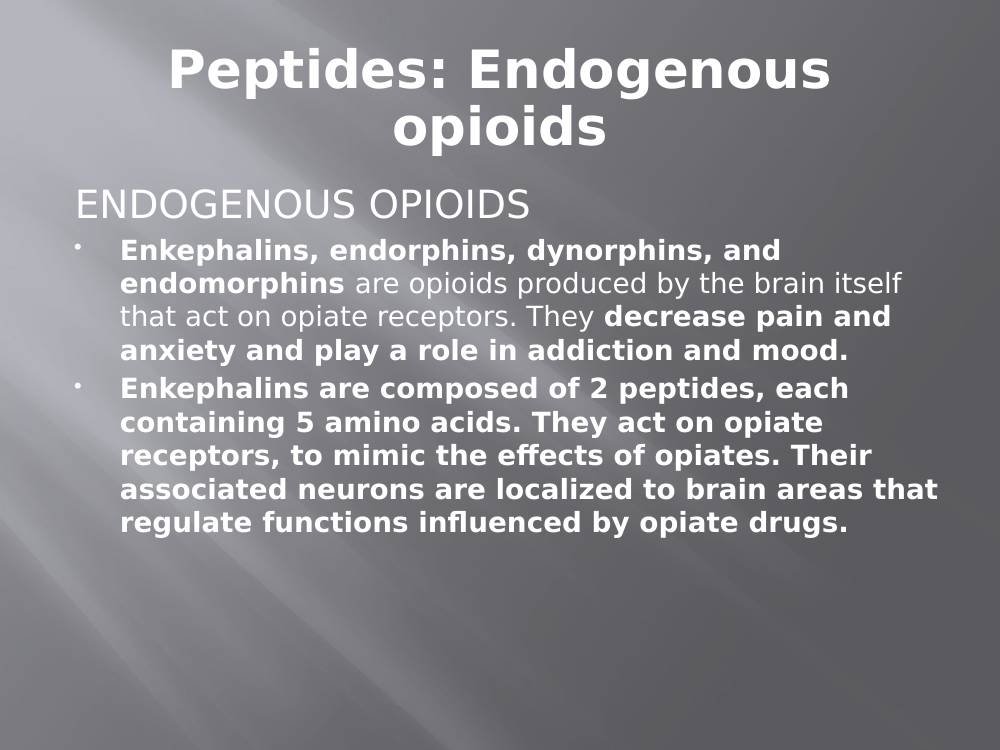 Peptides: Endogenous
opioids
ENDOGENOUS OPIOIDS
• Enkephalins, endorphins, dynorphins, and
endomorphins are opioids produced by the brain itself
that act on opiate receptors. They decrease pain and
anxiety and play a role in addiction and mood.
• Enkephalins are composed of 2 peptides, each
containing 5 amino acids. They act on opiate
receptors, to mimic the effects of opiates. Their
associated neurons are localized to brain areas that
regulate functions influenced by opiate drugs.